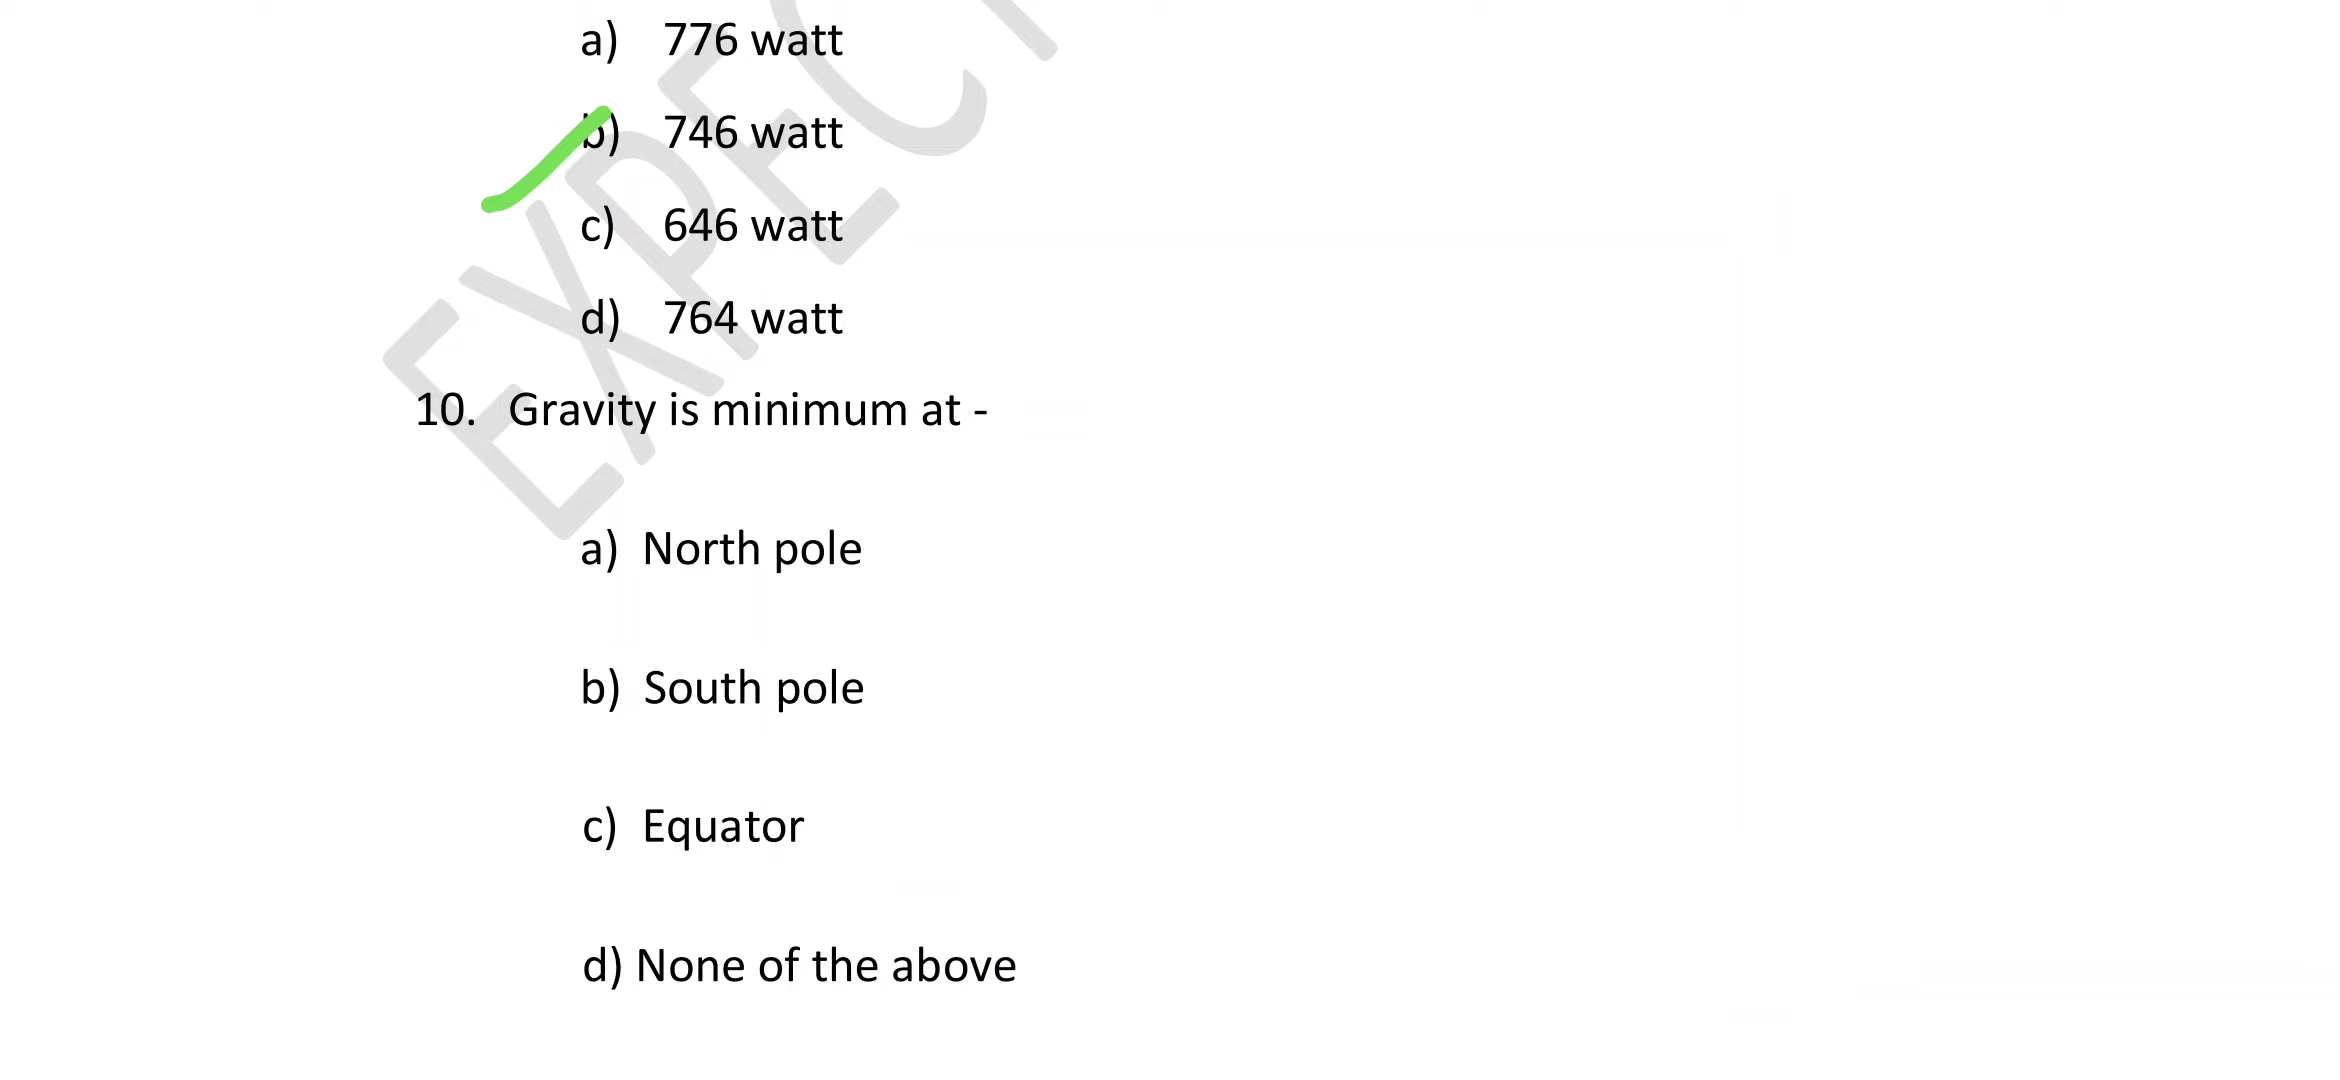 a) 776 watt
b) 746 watt
c) 646 watt
d) 764 watt
10. Gravity is minimum at -
a) North pole
b) South pole
c) Equator
d) None of the above
EXPECT